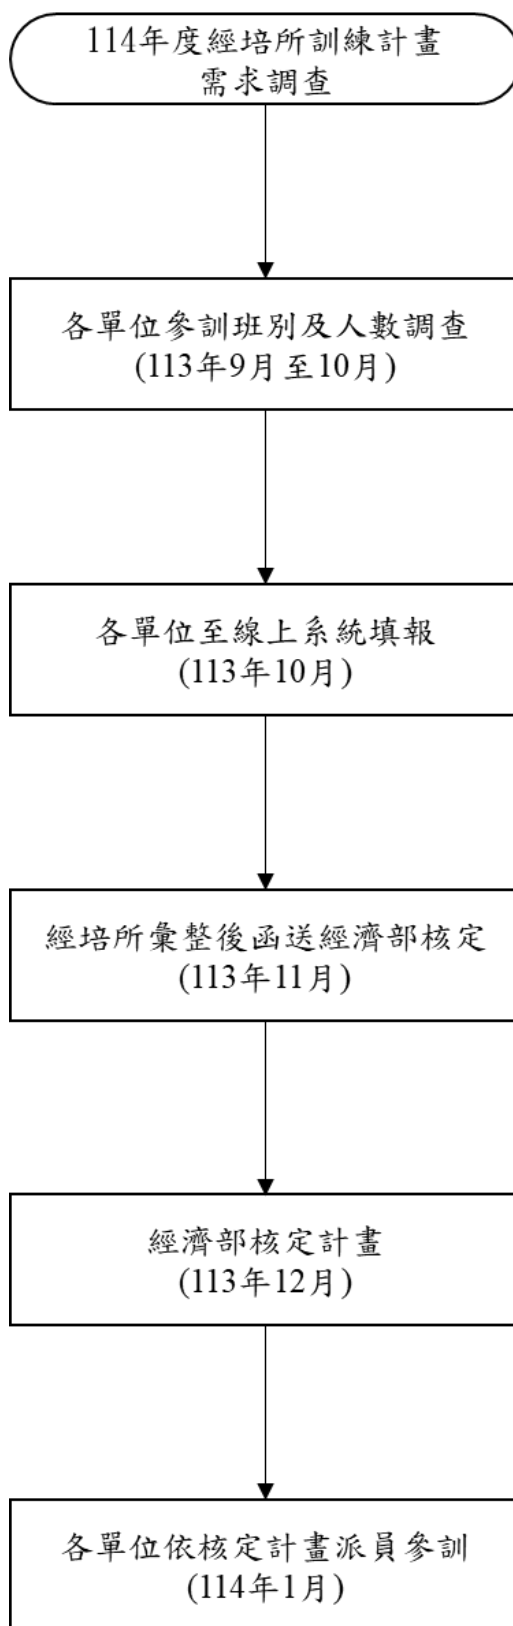 114年度經培所訓練計畫
需求調查
各單位參訓班別及人數調查
(113年9月至10月)
各單位至線上系統填報
(113年10月)
經培所彙整後函送經濟部核定
(113年11月)
經濟部核定計畫
(113年12月)
各單位依核定計畫派員參訓
(114年1月)